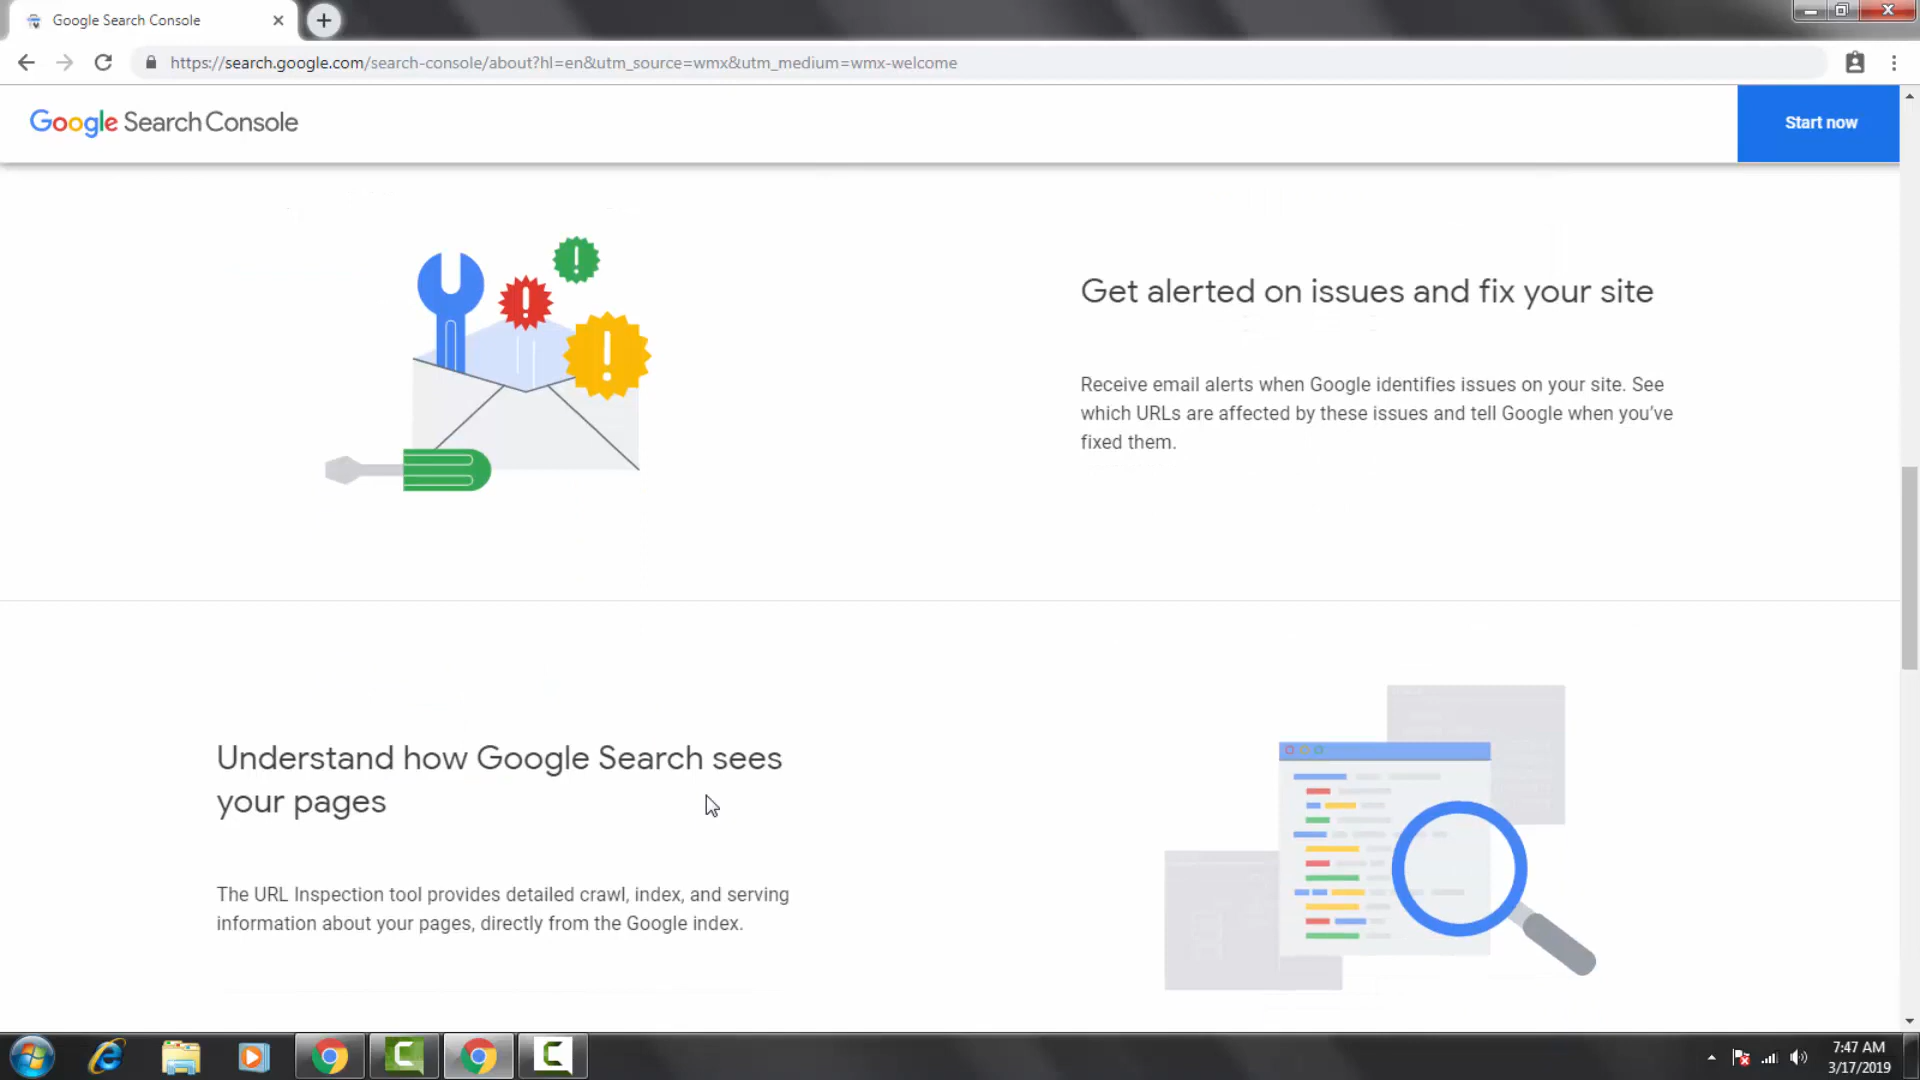 Google Search Console
https://search.google.com/search-console/about?hl=en&utm_source=wmx&utm_medium=wmx-welcome
Google Search Console
Start now
Get alerted on issues and fix your site
Receive email alerts when Google identifies issues on your site. See
which URLs are affected by these issues and tell Google when you’ve
fixed them.
Understand how Google Search sees
your pages
The URL Inspection tool provides detailed crawl, index, and serving
information about your pages, directly from the Google index.
7:47 AM
3/17/2019